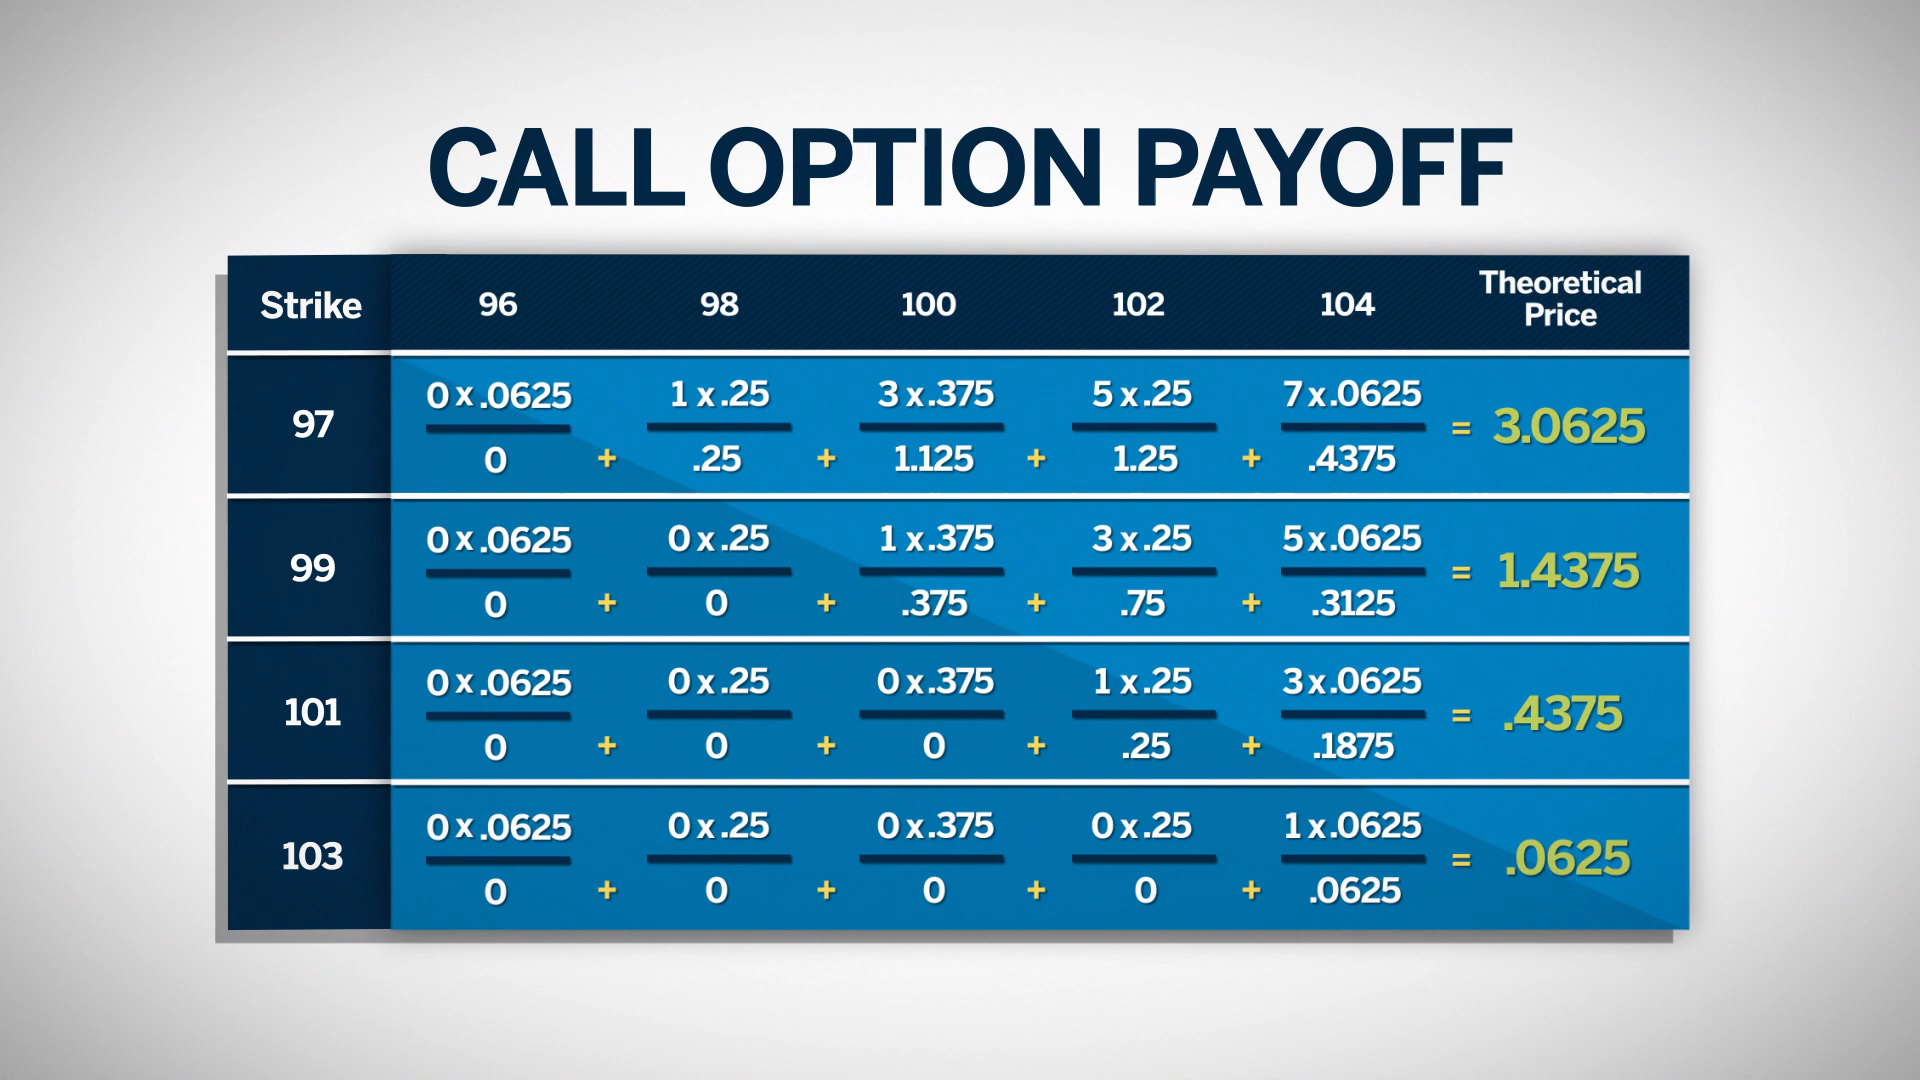 CALL OPTION PAYOFF
Strike 96 98 100 102 104 Theoretical Price
97
0 x .0625 1 x .25 3 x .375 5 x .25 7 x .0625
0 + .25 + 1.125 + 1.25 + .4375 = 3.0625
99
0 x .0625 0 x .25 1 x .375 3 x .25 5 x .0625
0 + 0 + .375 + .75 + .3125 = 1.4375
101
0 x .0625 0 x .25 0 x .375 1 x .25 3 x .0625
0 + 0 + 0 + .25 + .1875 = .4375
103
0 x .0625 0 x .25 0 x .375 0 x .25 1 x .0625
0 + 0 + 0 + 0 + .0625 = .0625